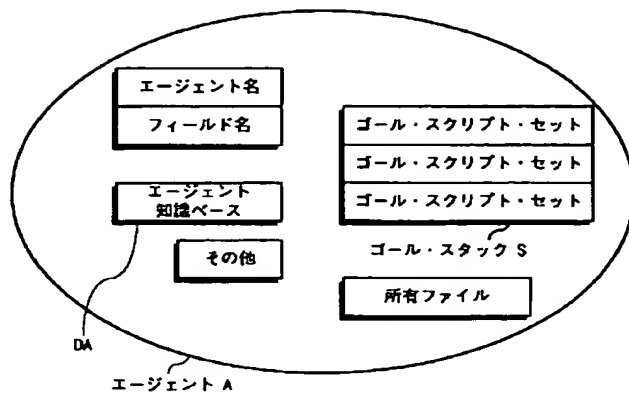 エージェント名
フィールド名
エージェント
知識ベース
その他
ゴール・スクリプト・セット
ゴール・スクリプト・セット
ゴール・スクリプト・セット
ゴール・スタック S
所有ファイル
DA
エージェント A